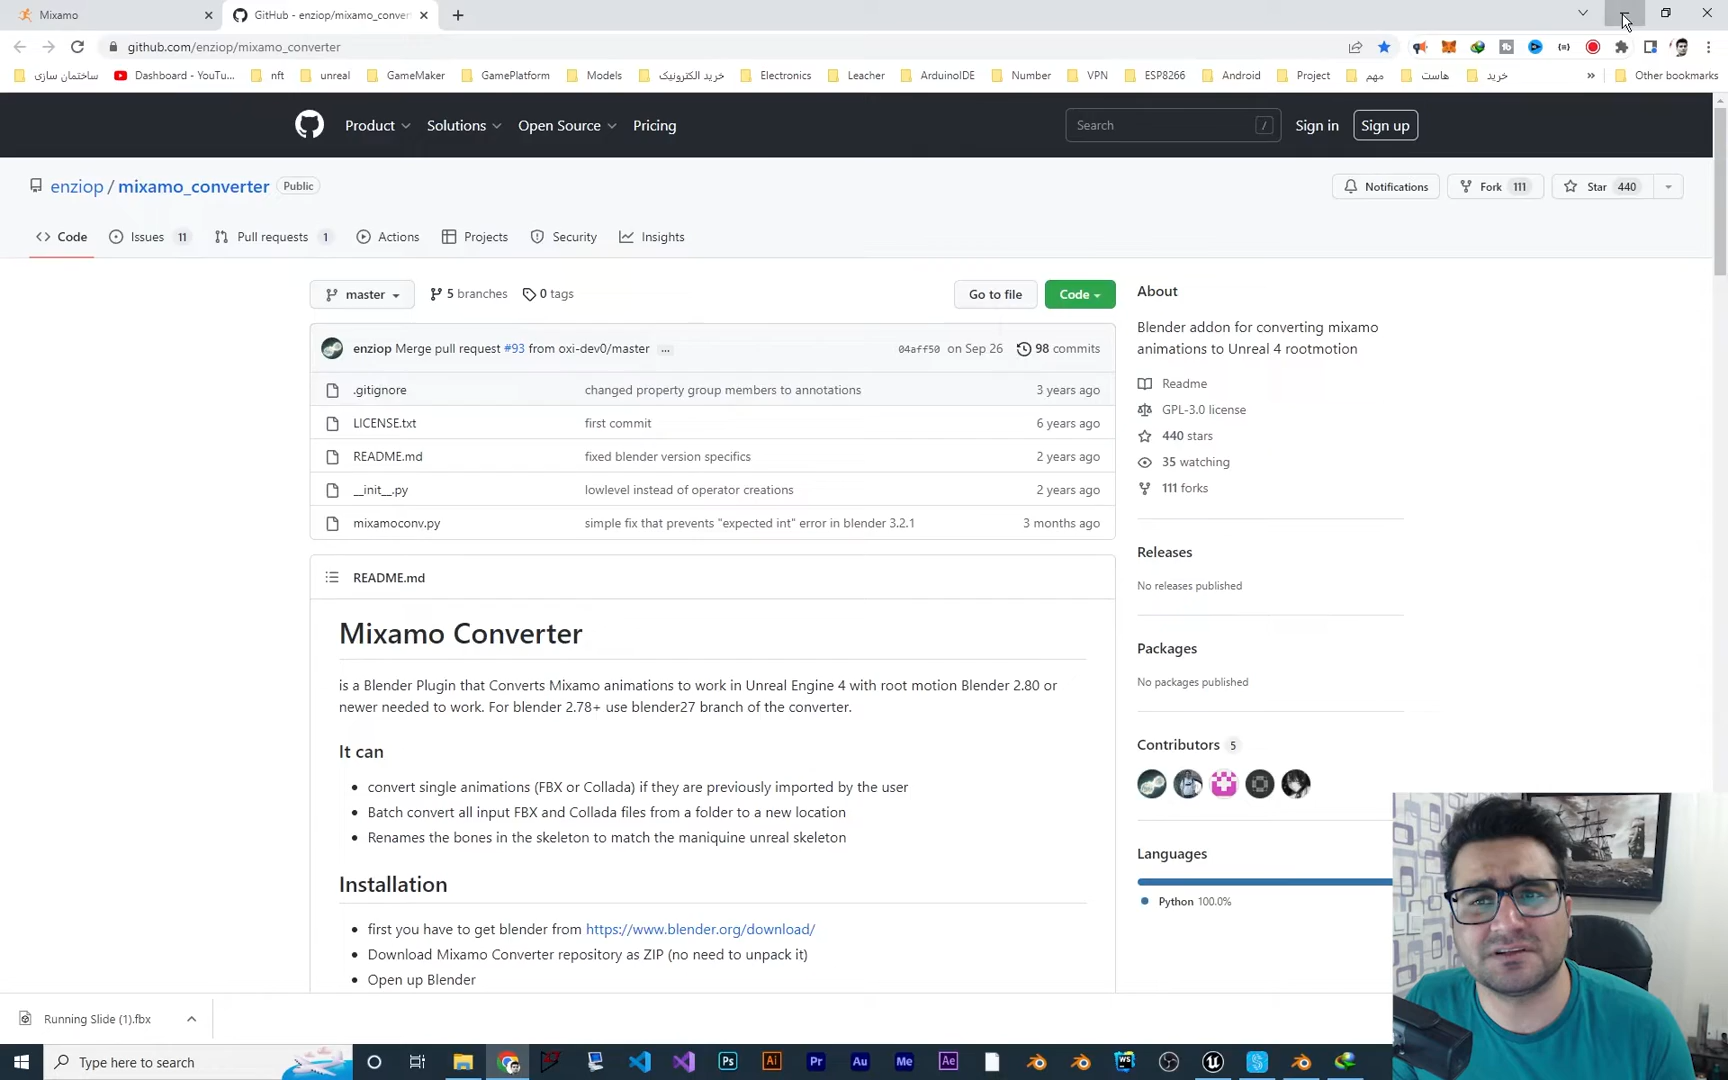 Mixamo
GitHub - enziop/mixamo_conver
github.com/enziop/mixamo_converter
ساختمان سازی
Dashboard - YouTu...
nft
unreal
GameMaker
GamePlatform
Models
خرید الکترونیک
Electronics
Leacher
ArduinoIDE
Number
VPN
ESP8266
Android
Project
مهم
هاست
خرید
»
Other bookmarks
Product
Solutions
Open Source
Pricing
Search
/
Sign in
Sign up
enziop / mixamo_converter
Public
Notifications
Fork 111
Star 440
Code
Issues 11
Pull requests 1
Actions
Projects
Security
Insights
master
5 branches
0 tags
Go to file
Code
enziop Merge pull request #93 from oxi-dev0/master ...
04aff50 on Sep 26
98 commits
.gitignore
changed property group members to annotations
3 years ago
LICENSE.txt
first commit
6 years ago
README.md
fixed blender version specifics
2 years ago
__init__.py
lowlevel instead of operator creations
2 years ago
mixamoconv.py
simple fix that prevents "expected int" error in blender 3.2.1
3 months ago
README.md
Mixamo Converter
is a Blender Plugin that Converts Mixamo animations to work in Unreal Engine 4 with root motion Blender 2.80 or
newer needed to work. For blender 2.78+ use blender27 branch of the converter.
It can
• convert single animations (FBX or Collada) if they are previously imported by the user
• Batch convert all input FBX and Collada files from a folder to a new location
• Renames the bones in the skeleton to match the maniquine unreal skeleton
Installation
• first you have to get blender from https://www.blender.org/download/
• Download Mixamo Converter repository as ZIP (no need to unpack it)
• Open up Blender
About
Blender addon for converting mixamo
animations to Unreal 4 rootmotion
Readme
GPL-3.0 license
440 stars
35 watching
111 forks
Releases
No releases published
Packages
No packages published
Contributors 5
Languages
Python 100.0%
Running Slide (1).fbx
Type here to search
Ps
Ai
Pr
Au
Me
Ae
WS